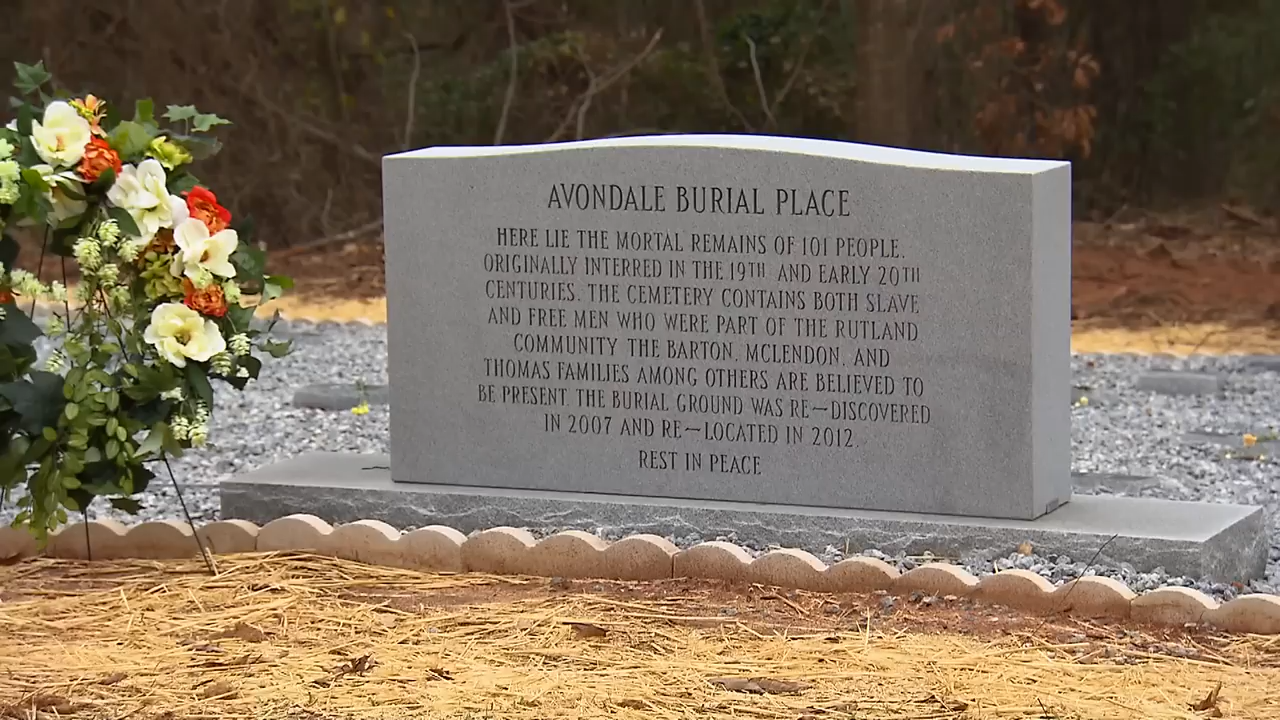 AVONDALE BURIAL PLACE
HERE LIE THE MORTAL REMAINS OF 101 PEOPLE.
ORIGINALLY INTERRED IN THE 19TH AND EARLY 20TH
CENTURIES. THE CEMETERY CONTAINS BOTH SLAVE
AND FREE MEN WHO WERE PART OF THE RUTLAND
COMMUNITY THE BARTON, MCLENDON, AND
THOMAS FAMILIES AMONG OTHERS ARE BELIEVED TO
BE PRESENT. THE BURIAL GROUND WAS RE-DISCOVERED
IN 2007 AND RE-LOCATED IN 2012.
REST IN PEACE